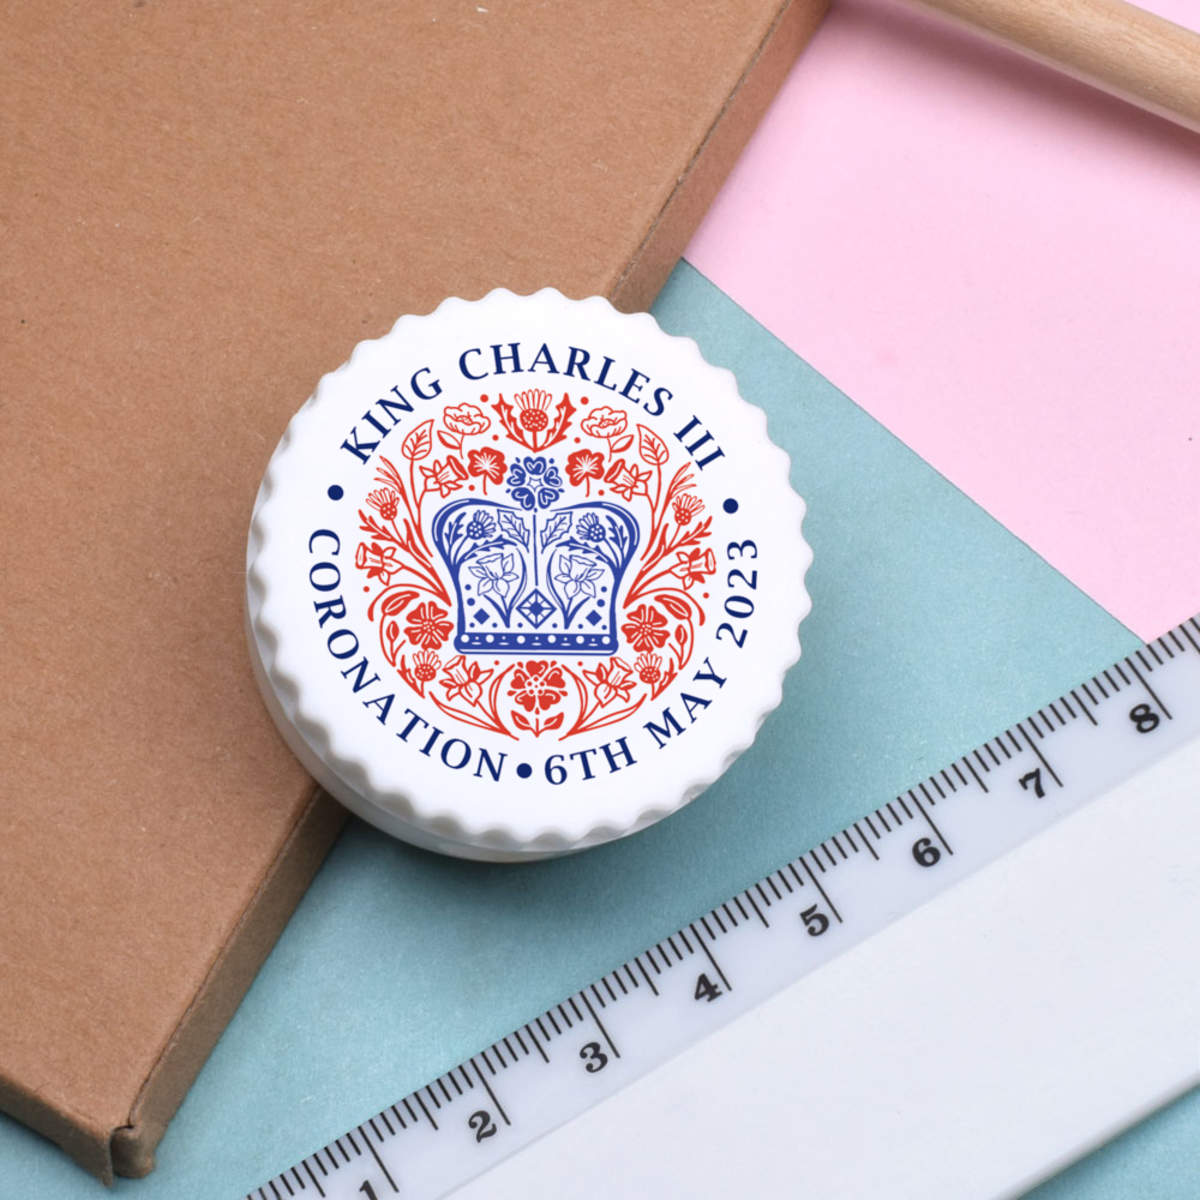 KING CHARLES III
• CORONATION • 6TH MAY 2023 •
1 2 3 4 5 6 7 8